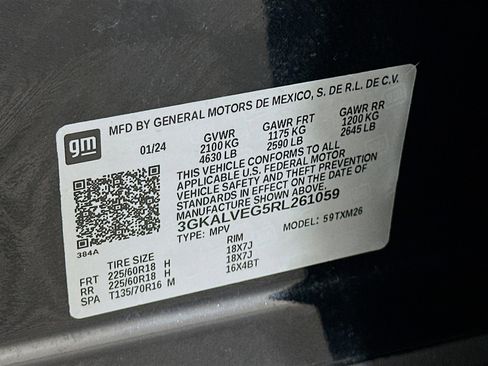 gm
MFD BY GENERAL MOTORS DE MEXICO, S. DE R.L. DE C.V.
01/24 GVWR GAWR FRT GAWR RR
2100 KG 1175 KG 1200 KG
4630 LB 2590 LB 2645 LB
THIS VEHICLE CONFORMS TO ALL
APPLICABLE U.S. FEDERAL MOTOR
VEHICLE SAFETY AND THEFT PREVENTION
STANDARDS IN EFFECT ON THE DATE OF
MANUFACTURE SHOWN ABOVE.
3GKALVEG5RL261059
TYPE: MPV MODEL: 59TXM26
384A
TIRE SIZE RIM
FRT 225/60R18 H 18X7J
RR 225/60R18 H 18X7J
SPA T135/70R16 M 16X4BT